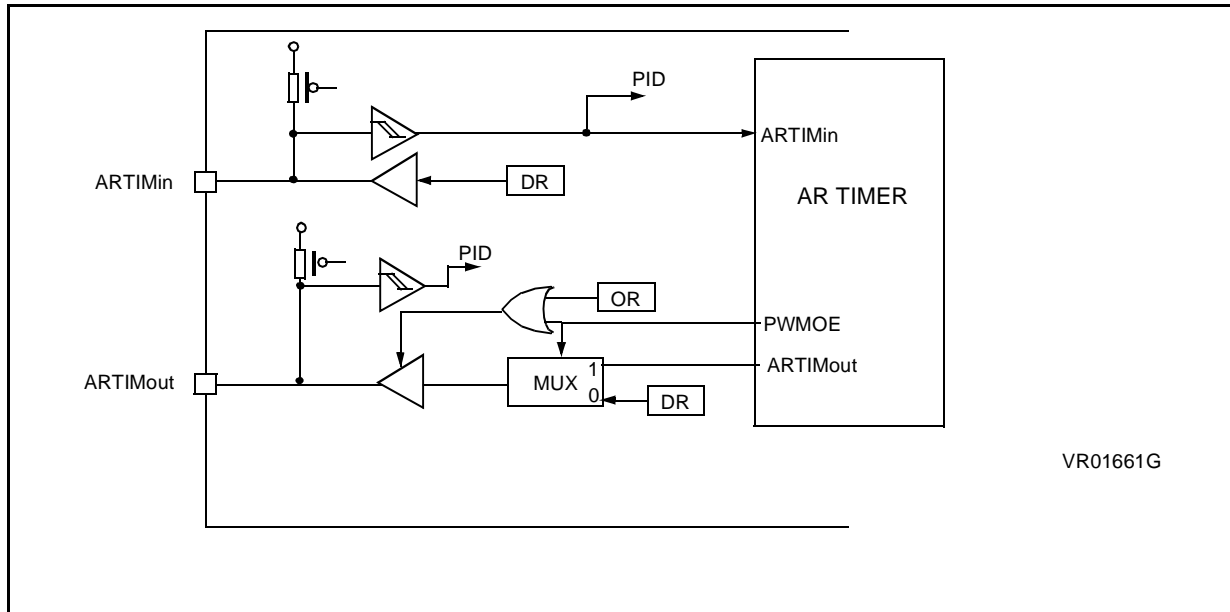 PID
ARTIMin
ARTIMin
DR
AR TIMER
PID
OR
PWMOE
ARTIMout
1
ARTIMout
MUX
0
DR
VR01661G